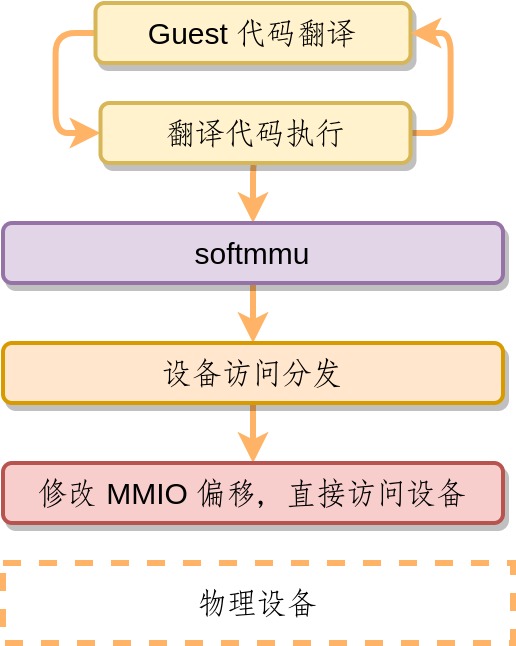 Guest 代码翻译
翻译代码执行
softmmu
设备访问分发
修改 MMIO 偏移，直接访问设备
物理设备